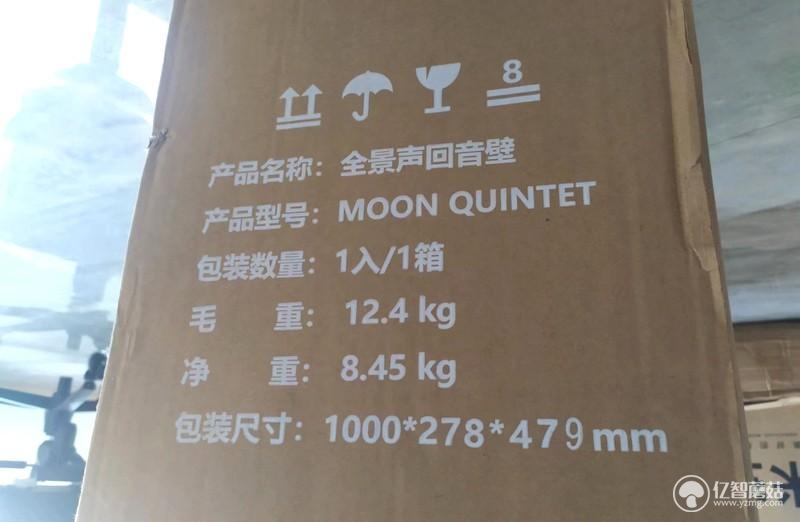 8
产品名称：全景声回音壁
产品型号：MOON QUINTET
包装数量：1入/1箱
毛 重： 12.4 kg
净 重： 8.45 kg
包装尺寸：1000*278*479mm
亿智蘑菇
www.yzmg.com